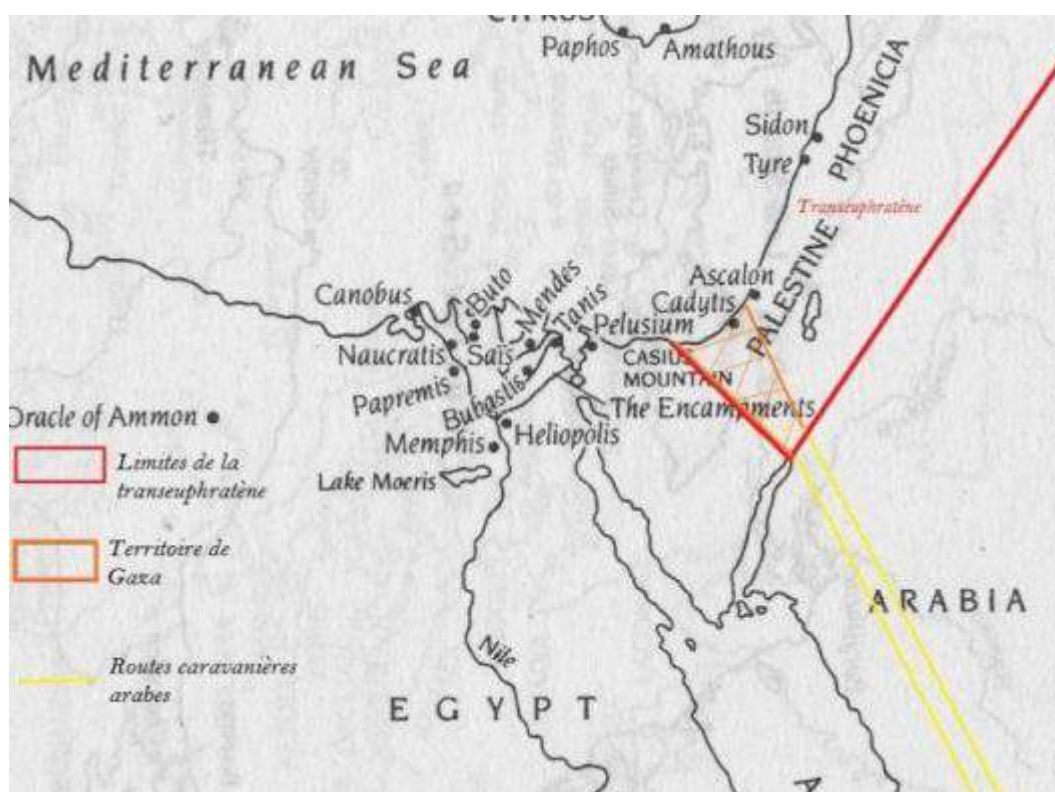 CYPRUS
Paphos
Amathous
Mediterranean Sea
PHOENICIA
Sidon
Tyre
Transeuphratène
PALESTINE
Ascalon
Cadytis
Canobus
Buto
Mendes
Tanis
Pelusium
Naucratis
Saïs
CASIUS
MOUNTAIN
Papremis
Bubastis
The Encampments
Oracle of Ammon
Heliopolis
Memphis
Lake Moeris
Limites de la
transeuphratène
Territoire de
Gaza
ARABIA
Routes caravanières
arabes
Nile
EGYPT
A